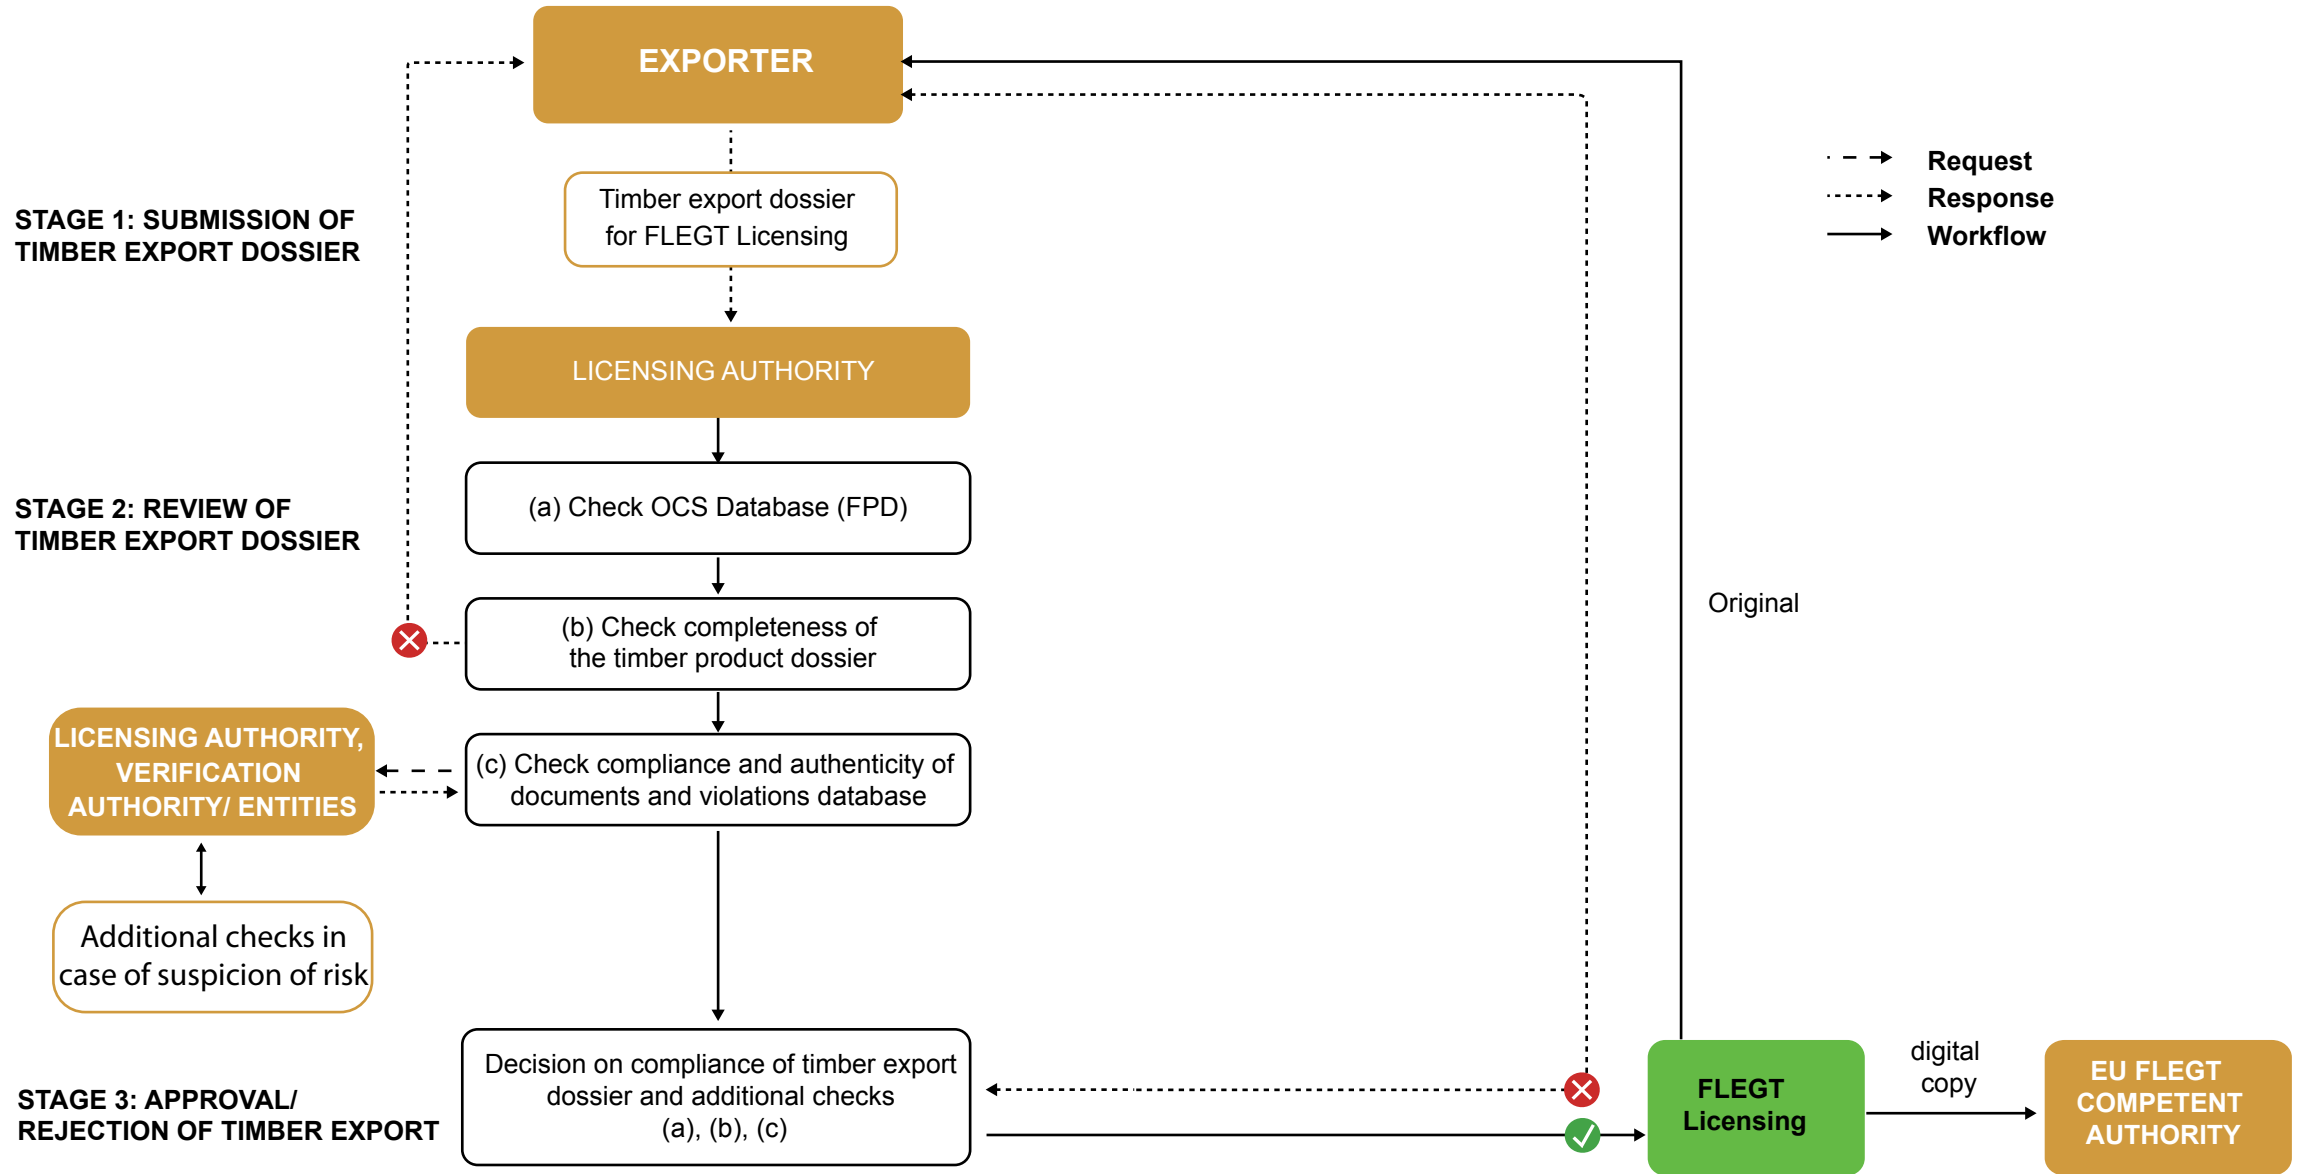 EXPORTER
Request
Response
Workflow
Timber export dossier
for FLEGT Licensing
STAGE 1: SUBMISSION OF
TIMBER EXPORT DOSSIER
LICENSING AUTHORITY
(a) Check OCS Database (FPD)
STAGE 2: REVIEW OF
TIMBER EXPORT DOSSIER
Original
(b) Check completeness of
the timber product dossier
LICENSING AUTHORITY,
VERIFICATION
AUTHORITY/ ENTITIES
(c) Check compliance and authenticity of
documents and violations database
Additional checks in
case of suspicion of risk
STAGE 3: APPROVAL/
REJECTION OF TIMBER EXPORT
Decision on compliance of timber export
dossier and additional checks
(a), (b), (c)
FLEGT
Licensing
digital
copy
EU FLEGT
COMPETENT
AUTHORITY